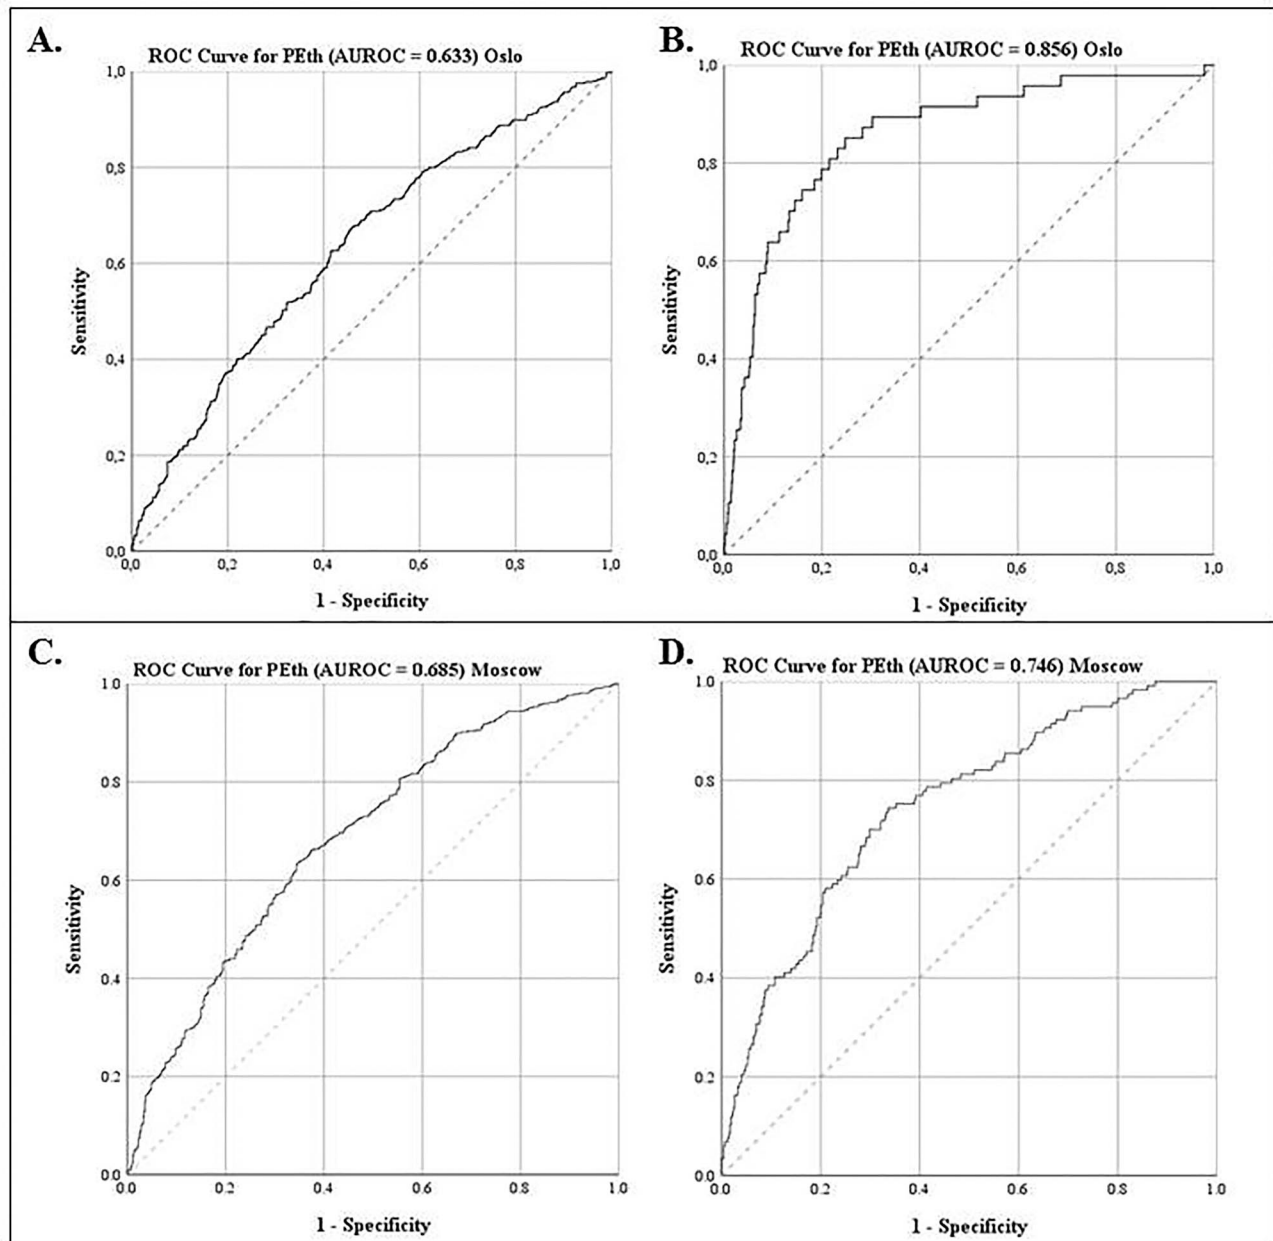 A.
ROC Curve for PEth (AUROC = 0.633) Oslo
1,0
0,8
0,6
0,4
0,2
0,0
Sensitivity
0,0 0,2 0,4 0,6 0,8 1,0
1 - Specificity
B.
ROC Curve for PEth (AUROC = 0.856) Oslo
1,0
0,8
0,6
0,4
0,2
0,0
Sensitivity
0,0 0,2 0,4 0,6 0,8 1,0
1 - Specificity
C.
ROC Curve for PEth (AUROC = 0.685) Moscow
1.0
0.8
0.6
0.4
0.2
0.0
Sensitivity
0.0 0.2 0.4 0.6 0.8 1.0
1 - Specificity
D.
ROC Curve for PEth (AUROC = 0.746) Moscow
1.0
0.8
0.6
0.4
0.2
0.0
Sensitivity
0.0 0.2 0.4 0.6 0.8 1.0
1 - Specificity